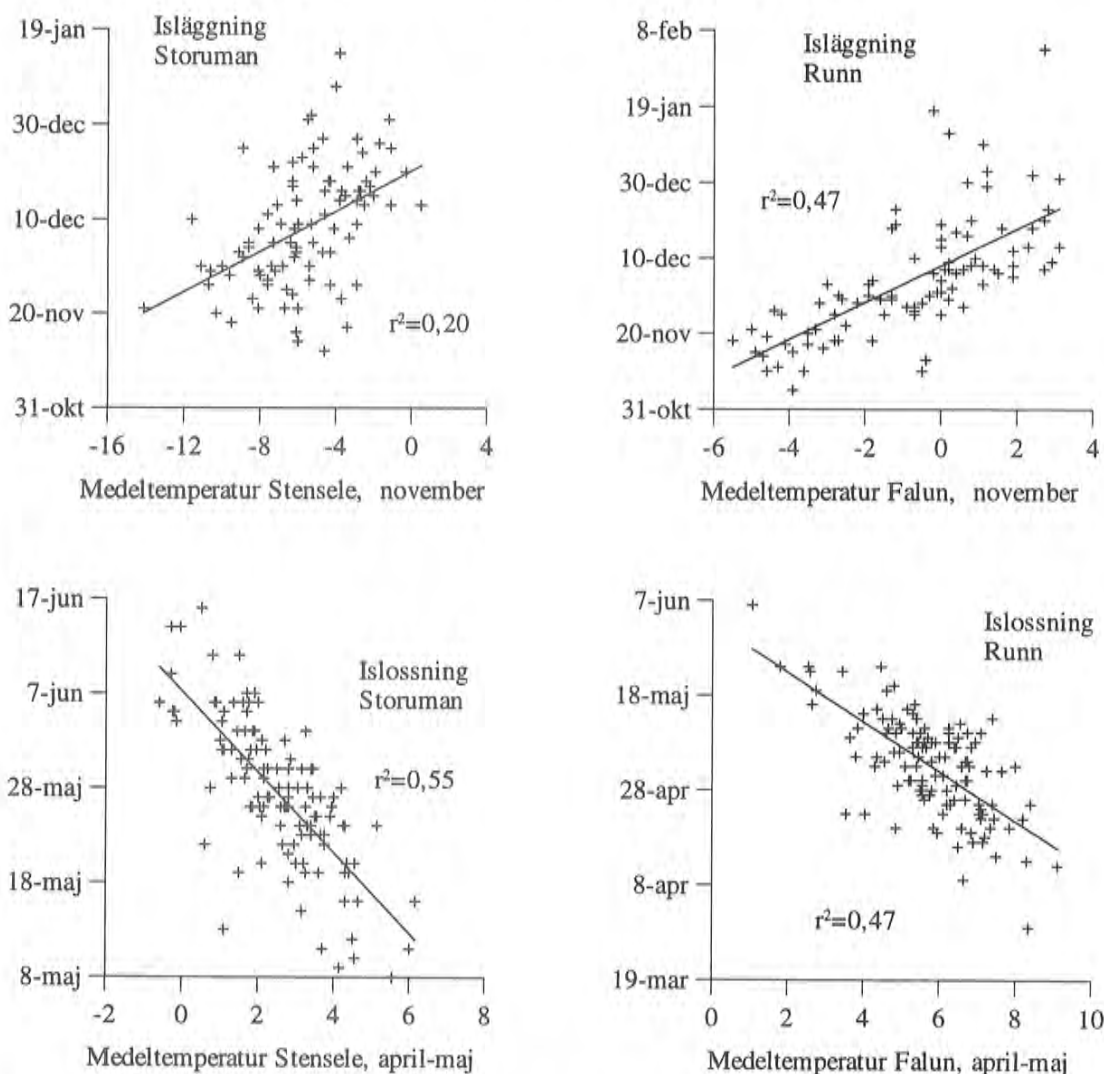 Isläggning
Storuman
19-jan
30-dec
10-dec
20-nov
31-okt
r²=0,20
-16 -12 -8 -4 0 4
Medeltemperatur Stensele, november
Isläggning
Runn
8-feb
19-jan
30-dec
10-dec
20-nov
31-okt
r²=0,47
-6 -4 -2 0 2 4
Medeltemperatur Falun, november
17-jun
7-jun
28-maj
18-maj
8-maj
Islossning
Storuman
r²=0,55
-2 0 2 4 6 8
Medeltemperatur Stensele, april-maj
7-jun
18-maj
28-apr
8-apr
19-mar
Islossning
Runn
r²=0,47
0 2 4 6 8 10
Medeltemperatur Falun, april-maj